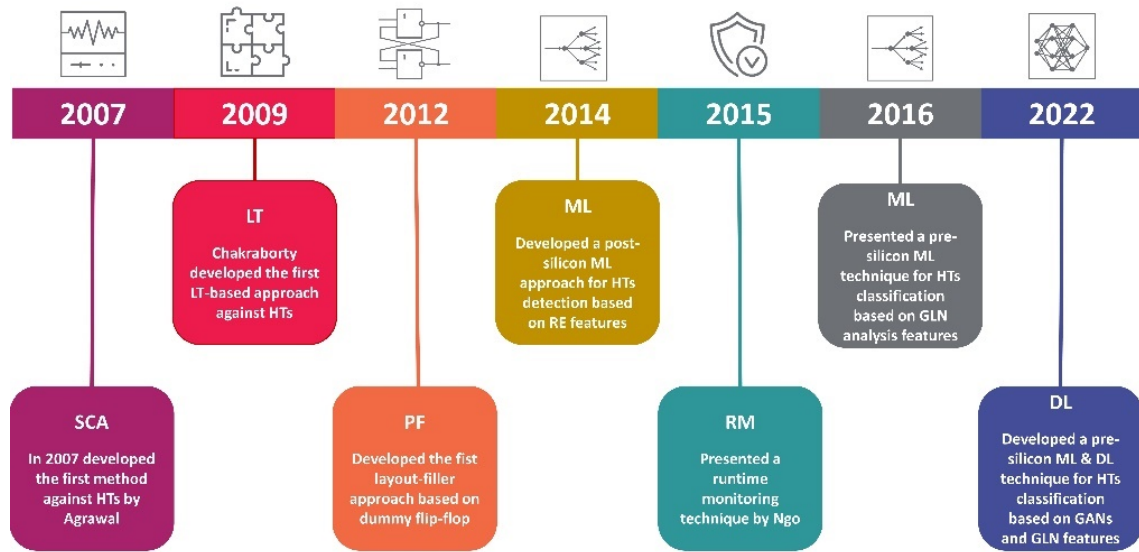 2007
2009
2012
2014
2015
2016
2022
LT
Chakraborty
developed the first
LT-based approach
against HTs
ML
Developed a post-
silicon ML
approach for HTs
detection based
on RE features
ML
Presented a pre-
silicon ML
technique for HTs
classification
based on GLN
analysis features
SCA
In 2007 developed
the first method
against HTs by
Agrawal
PF
Developed the fist
layout-filler
approach based on
dummy flip-flop
RM
Presented a
runtime
monitoring
technique by Ngo
DL
Developed a pre-
silicon ML & DL
technique for HTs
classification
based on GANs
and GLN features